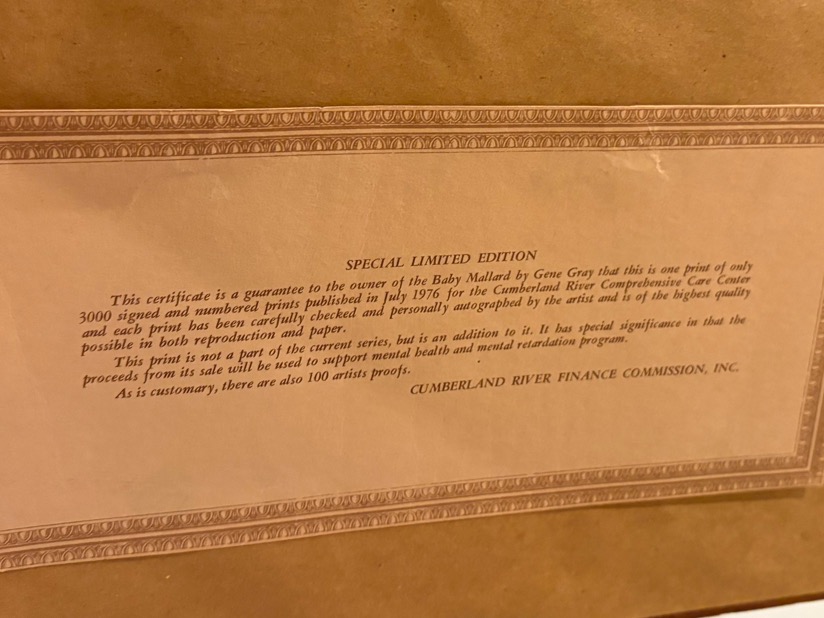 SPECIAL LIMITED EDITION
This certificate is a guarantee to the owner of the Baby Mallard by Gene Gray that this is one print of only
3000 signed and numbered prints published in July 1976 for the Cumberland River Comprehensive Care Center
and each print has been carefully checked and personally autographed by the artist and is of the highest quality
possible in both reproduction and paper.
This print is not a part of the current series, but is an addition to it. It has special significance in that the
proceeds from its sale will be used to support mental health and mental retardation program.
As is customary, there are also 100 artists proofs.
CUMBERLAND RIVER FINANCE COMMISSION, INC.